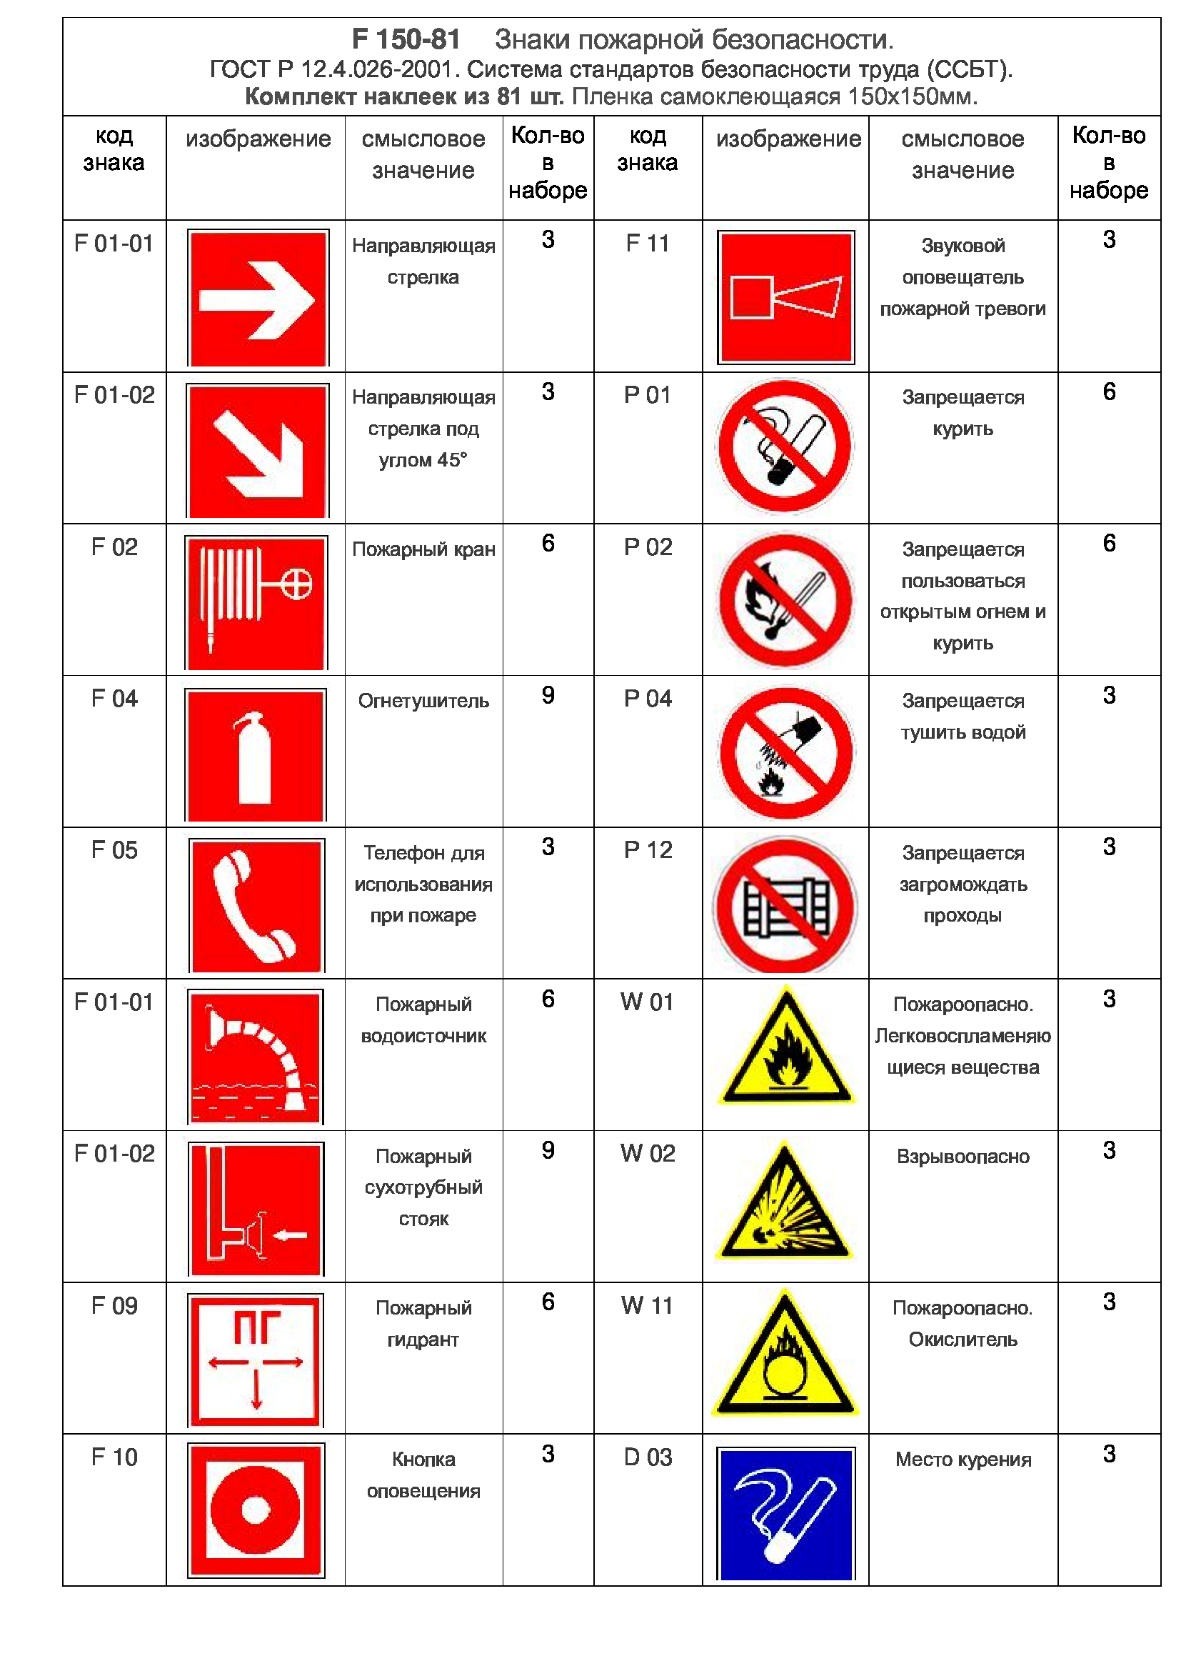 F 150-81 Знаки пожарной безопасности.
ГОСТ Р 12.4.026-2001. Система стандартов безопасности труда (ССБТ).
Комплект наклеек из 81 шт. Пленка самоклеющаяся 150х150мм.
код знака изображение смысловое значение Кол-во в наборе код знака изображение смысловое значение Кол-во в наборе
F 01-01 Направляющая стрелка 3 F 11 Звуковой оповещатель пожарной тревоги 3
F 01-02 Направляющая стрелка под углом 45° 3 P 01 Запрещается курить 6
F 02 Пожарный кран 6 P 02 Запрещается пользоваться открытым огнем и курить 6
F 04 Огнетушитель 9 P 04 Запрещается тушить водой 3
F 05 Телефон для использования при пожаре 3 P 12 Запрещается загромождать проходы 3
F 01-01 Пожарный водоисточник 6 W 01 Пожароопасно. Легковоспламеняю щиеся вещества 3
F 01-02 Пожарный сухотрубный стояк 9 W 02 Взрывоопасно 3
F 09 ПГ Пожарный гидрант 6 W 11 Пожароопасно. Окислитель 3
F 10 Кнопка оповещения 3 D 03 Место курения 3